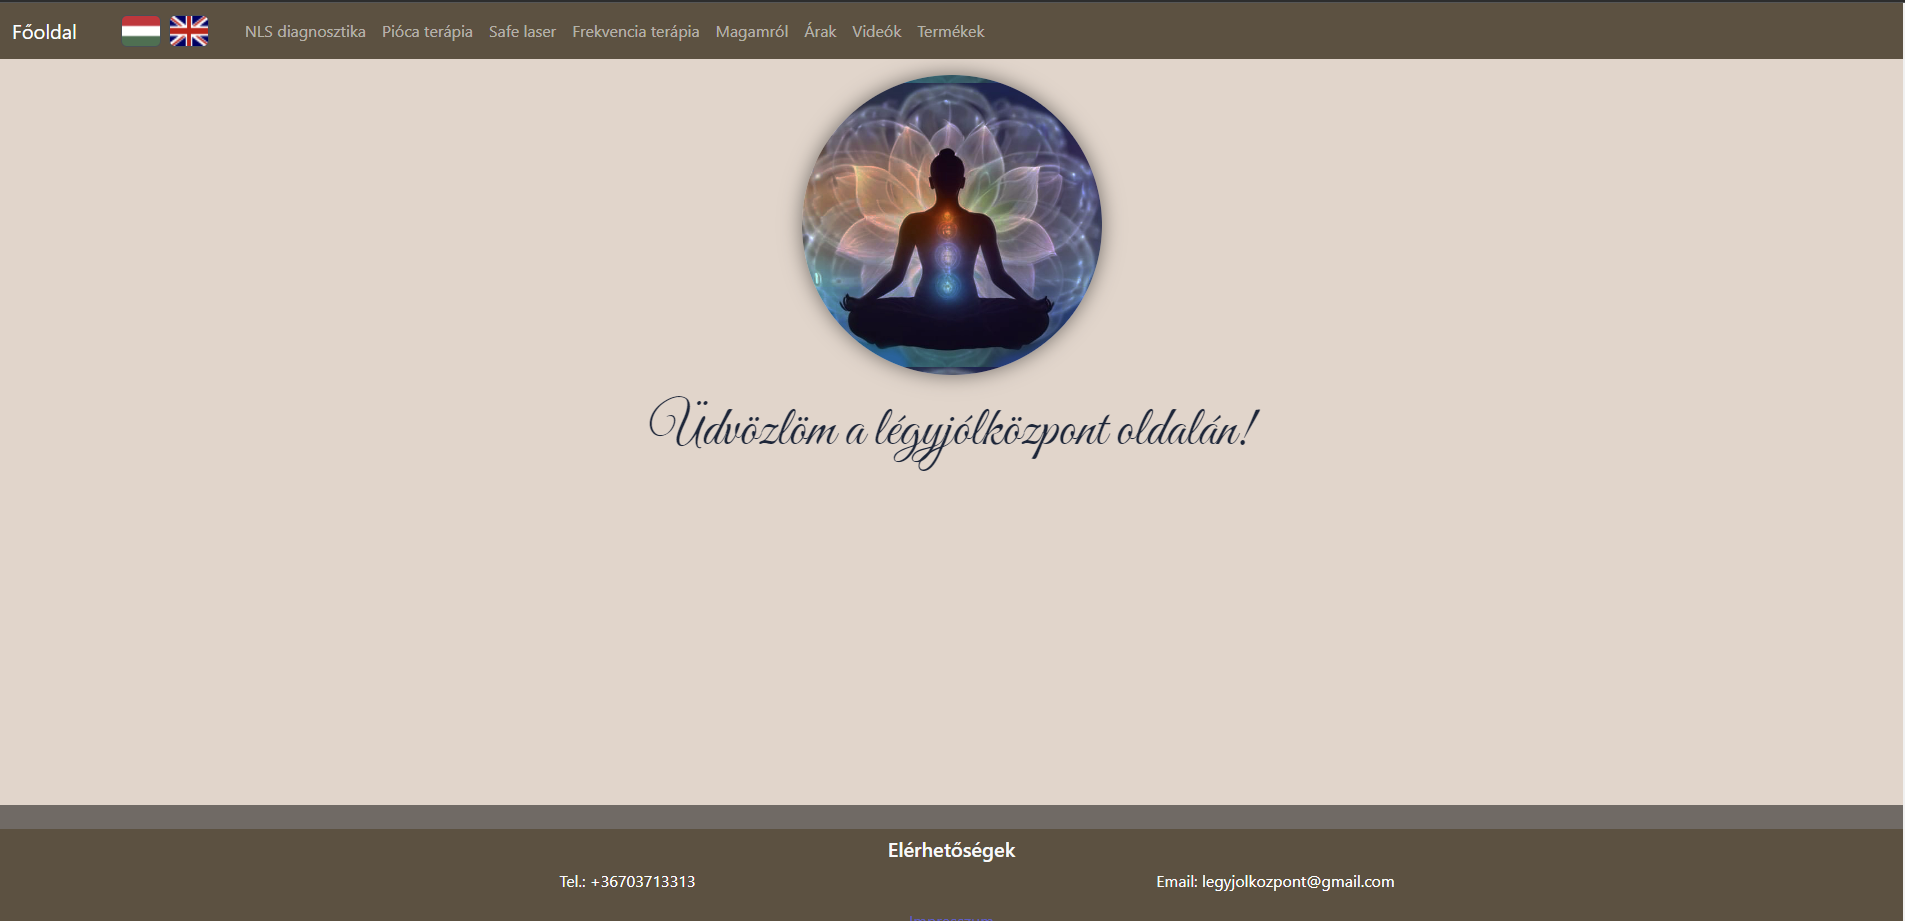 Főoldal NLS diagnosztika Pióca terápia Safe laser Frekvencia terápia Magamról Árak Videók Termékek
Üdvözlöm a légyjólközpont oldalán!
Elérhetőségek
Tel.: +36703713313 Email: legyjolkozpont@gmail.com
Impresszum